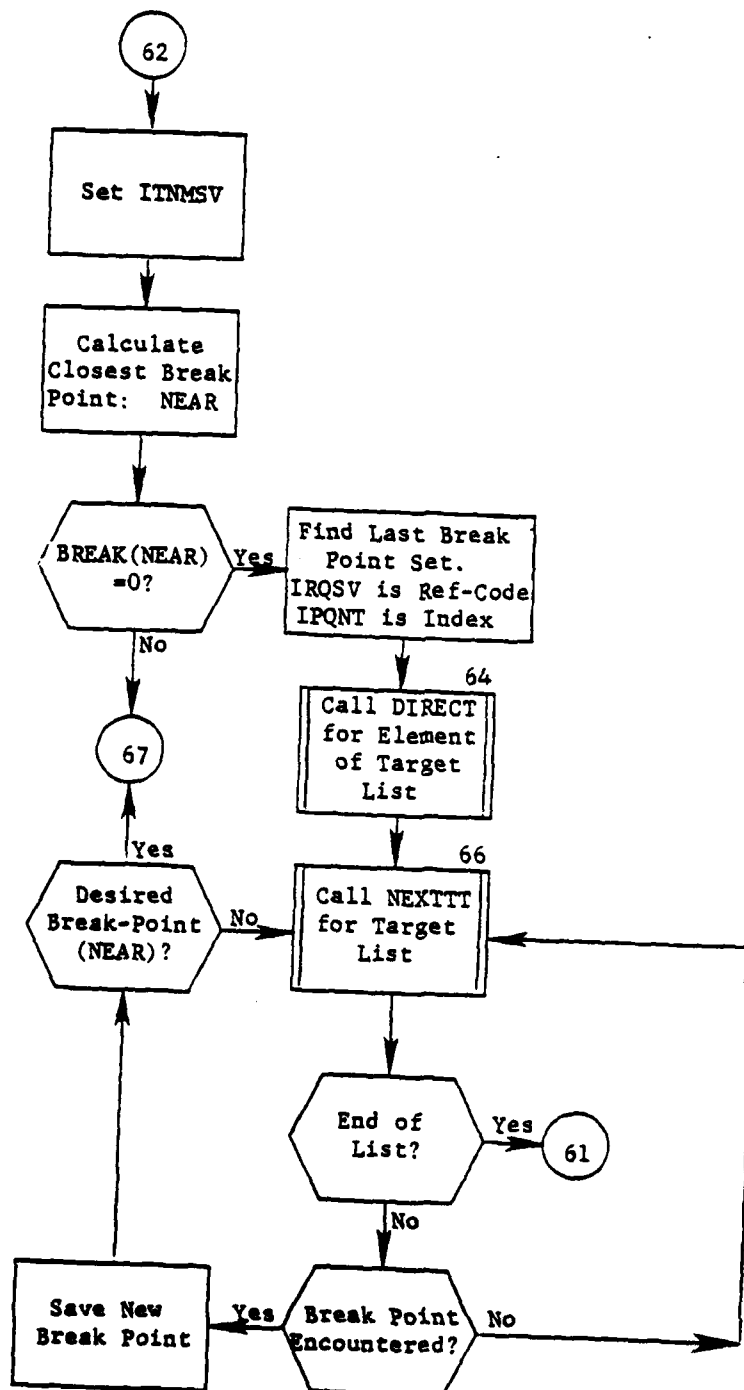 62
Set ITNMSV
Calculate
Closest Break
Point: NEAR
BREAK(NEAR)
=0?
Yes
No
Find Last Break
Point Set.
IRQSV is Ref-Code
IPQNT is Index
64
Call DIRECT
for Element
of Target
List
67
Yes
Desired
Break-Point
(NEAR)?
No
66
Call NEXTTT
for Target
List
End of
List?
Yes
61
No
Break Point
Encountered?
Yes
No
Save New
Break Point